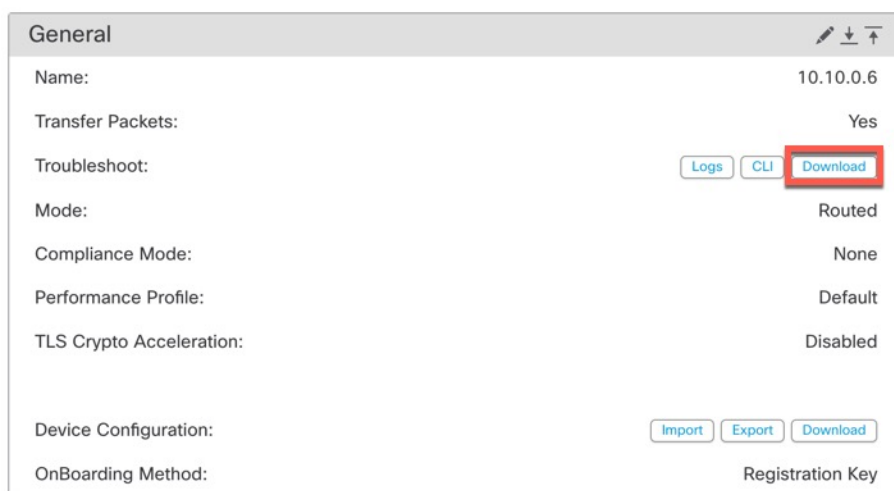 General
Name: 10.10.0.6
Transfer Packets: Yes
Troubleshoot: Logs CLI Download
Mode: Routed
Compliance Mode: None
Performance Profile: Default
TLS Crypto Acceleration: Disabled
Device Configuration: Import Export Download
OnBoarding Method: Registration Key